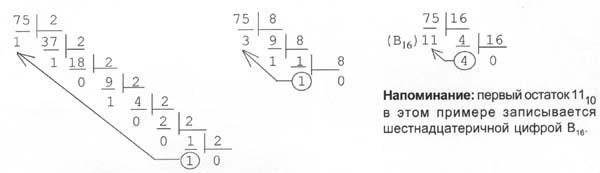 75 2 75 8 75 16
1 37 2 3 9 8 (B16) 11 4 16
1 18 2 1 1 8 4 0
0 9 2 1 0
1 4 2
0 2 2
0 1 2
1 0
Напоминание: первый остаток 1110
в этом примере записывается
шестнадцатеричной цифрой B16.